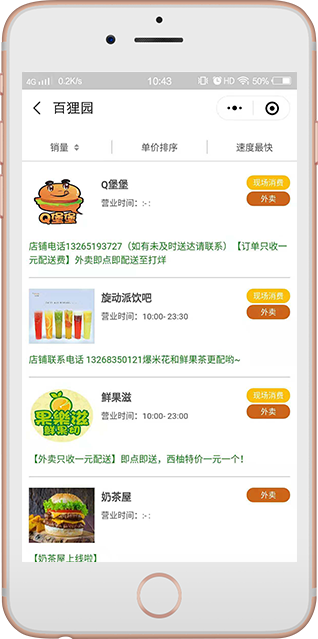 4G 0.2K/s 10:43 HD 50%
百狸园
销量 单价排序 速度最快
Q堡堡
现场消费
营业时间：-:-:
外卖
Q堡堡
店铺电话13265193727（如有未及时送达请联系）【订单只收一
元配送费】外卖即点即配送至打烊
旋动派饮吧
现场消费
营业时间：10:00-23:30
外卖
店铺联系电话 13268350121爆米花和鲜果茶更配哟~
鲜果滋
现场消费
营业时间：10:00-23:00
外卖
果樂滋
鲜果切
【外卖只收一元配送】即点即送，西柚特价一元一个！
奶茶屋
外卖
营业时间：-:-:
【奶茶屋上线啦】